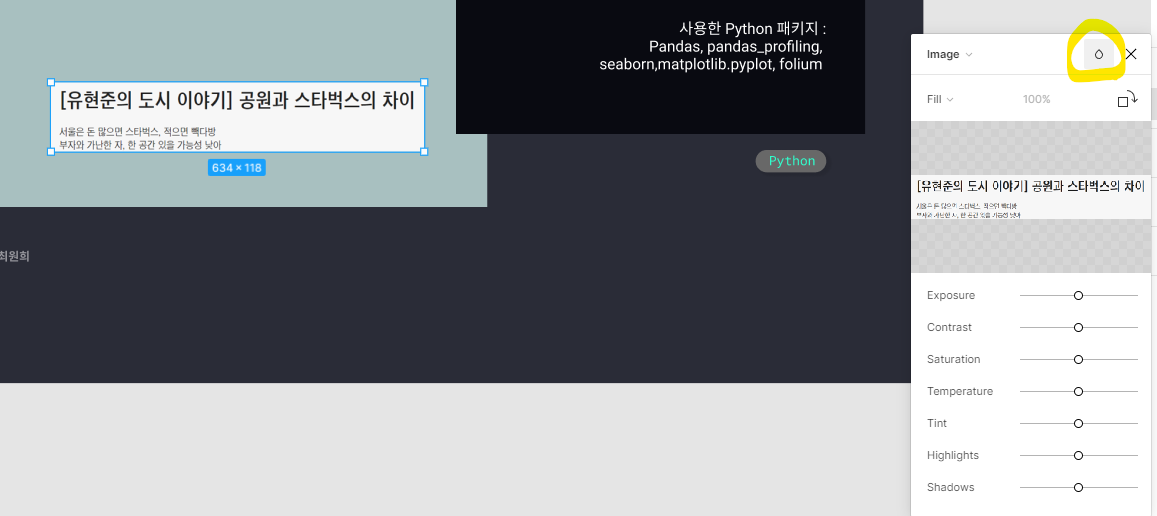 사용한 Python 패키지 :
Pandas, pandas_profiling,
seaborn,matplotlib.pyplot, folium
[유현준의 도시 이야기] 공원과 스타벅스의 차이
서울은 돈 많으면 스타벅스, 적으면 빽다방
부자와 가난한 자, 한 공간 있을 가능성 낮아
634 × 118
Python
최원희
Image
Fill
100%
[유현준의 도시 이야기] 공원과 스타벅스의 차이
서울은 돈 많으면 스타벅스, 적으면 빽다방
부자와 가난한 자, 한 공간 있을 가능성 낮아
Exposure
Contrast
Saturation
Temperature
Tint
Highlights
Shadows